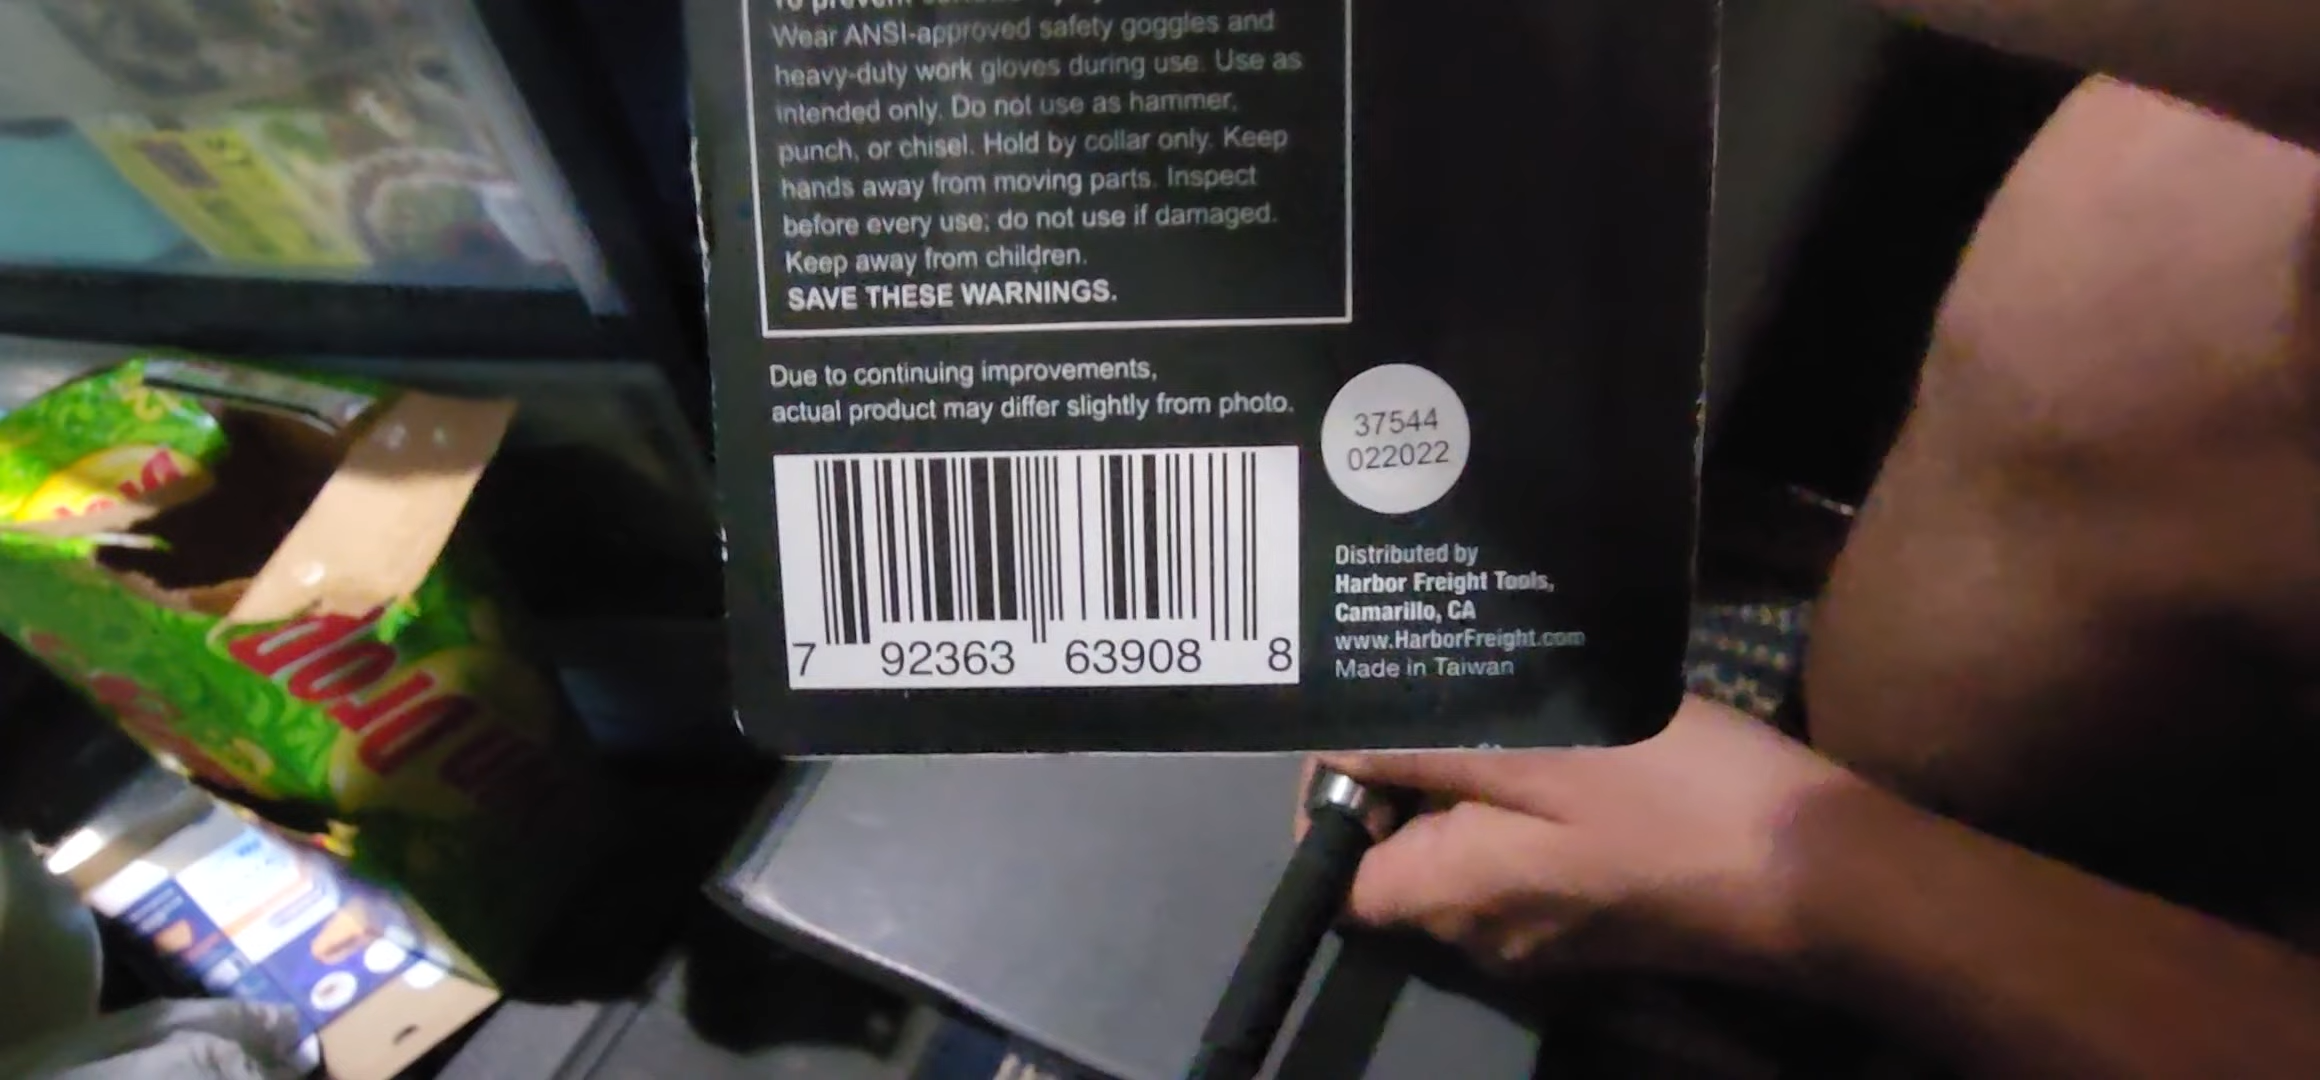 To prevent
Wear ANSI-approved safety goggles and
heavy-duty work gloves during use. Use as
intended only. Do not use as hammer,
punch, or chisel. Hold by collar only. Keep
hands away from moving parts. Inspect
before every use; do not use if damaged.
Keep away from children.
SAVE THESE WARNINGS.
Due to continuing improvements,
actual product may differ slightly from photo.
37544
022022
7 92363 63908 8
Distributed by
Harbor Freight Tools,
Camarillo, CA
www.HarborFreight.com
Made in Taiwan